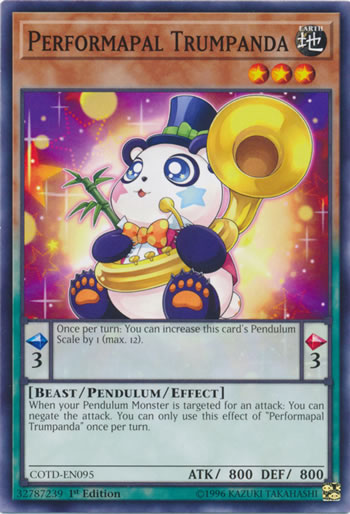 PERFORMAPAL TRUMPANDA
EARTH
地
Once per turn: You can increase this card's Pendulum
Scale by 1 (max. 12).
3
3
[BEAST/PENDULUM/EFFECT]
When your Pendulum Monster is targeted for an attack: You can
negate the attack. You can only use this effect of "Performapal
Trumpanda" once per turn.
COTD-EN095
ATK/ 800 DEF/ 800
32787239 1st Edition
©1996 KAZUKI TAKAHASHI